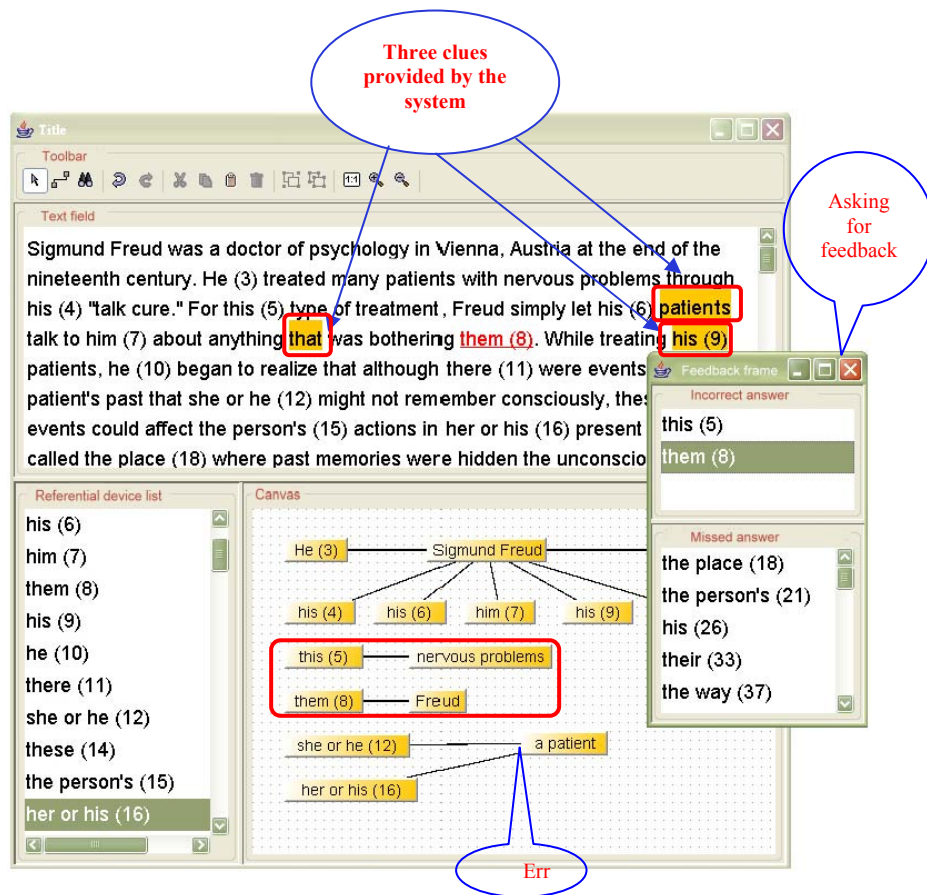 Three clues
provided by the
system
Title
Toolbar
1:1
Asking
for
feedback
Text field
Sigmund Freud was a doctor of psychology in Vienna, Austria at the end of the
nineteenth century. He (3) treated many patients with nervous problems through
his (4) "talk cure." For this (5) type of treatment, Freud simply let his (6) patients
talk to him (7) about anything that was bothering them (8). While treating his (9)
patients, he (10) began to realize that although there (11) were events
patient's past that she or he (12) might not remember consciously, thes
events could affect the person's (15) actions in her or his (16) present
called the place (18) where past memories were hidden the unconscio
Feedback frame
Incorrect answer
this (5)
them (8)
Missed answer
the place (18)
the person's (21)
his (26)
their (33)
the way (37)
Referential device list
his (6)
him (7)
them (8)
his (9)
he (10)
there (11)
she or he (12)
these (14)
the person's (15)
her or his (16)
Canvas
He (3) Sigmund Freud
his (4) his (6) him (7) his (9)
this (5) nervous problems
them (8) Freud
she or he (12) a patient
her or his (16)
Err